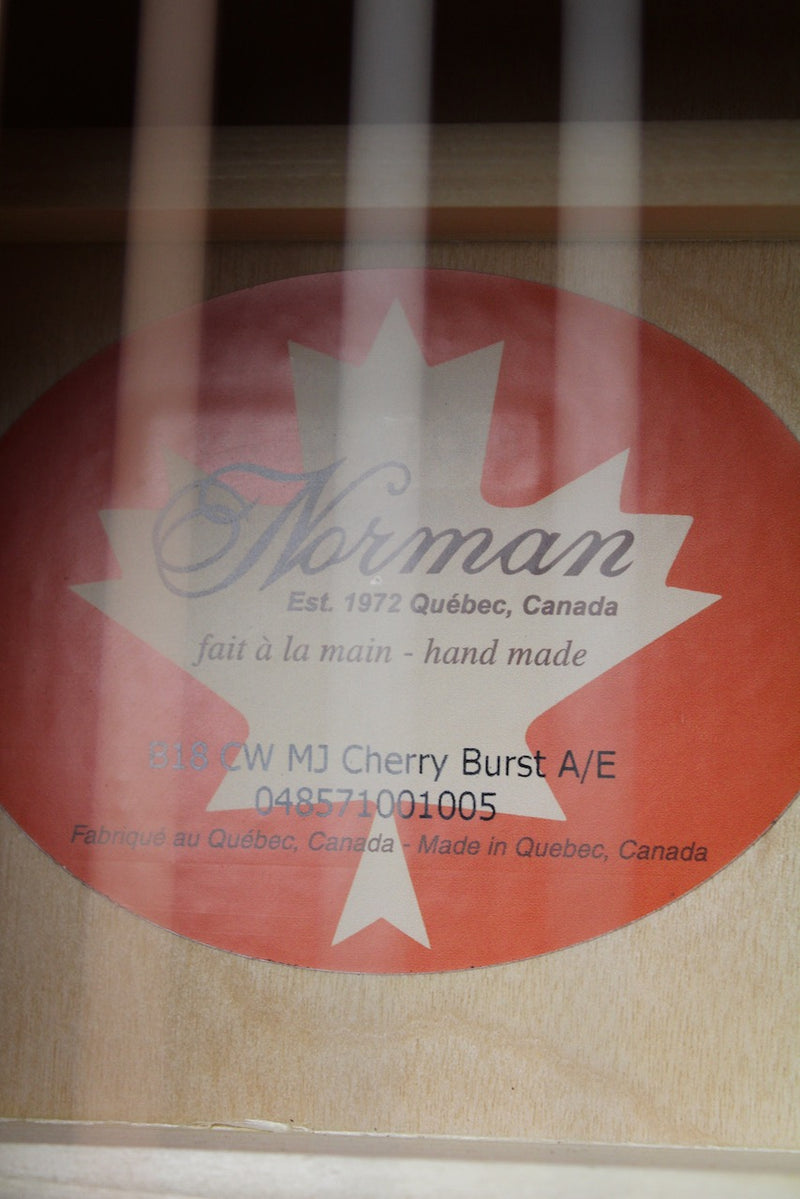 Norman
Est. 1972 Québec, Canada
fait à la main - hand made
B18 CW MJ Cherry Burst A/E
048571001005
Fabriqué au Québec, Canada - Made in Quebec, Canada